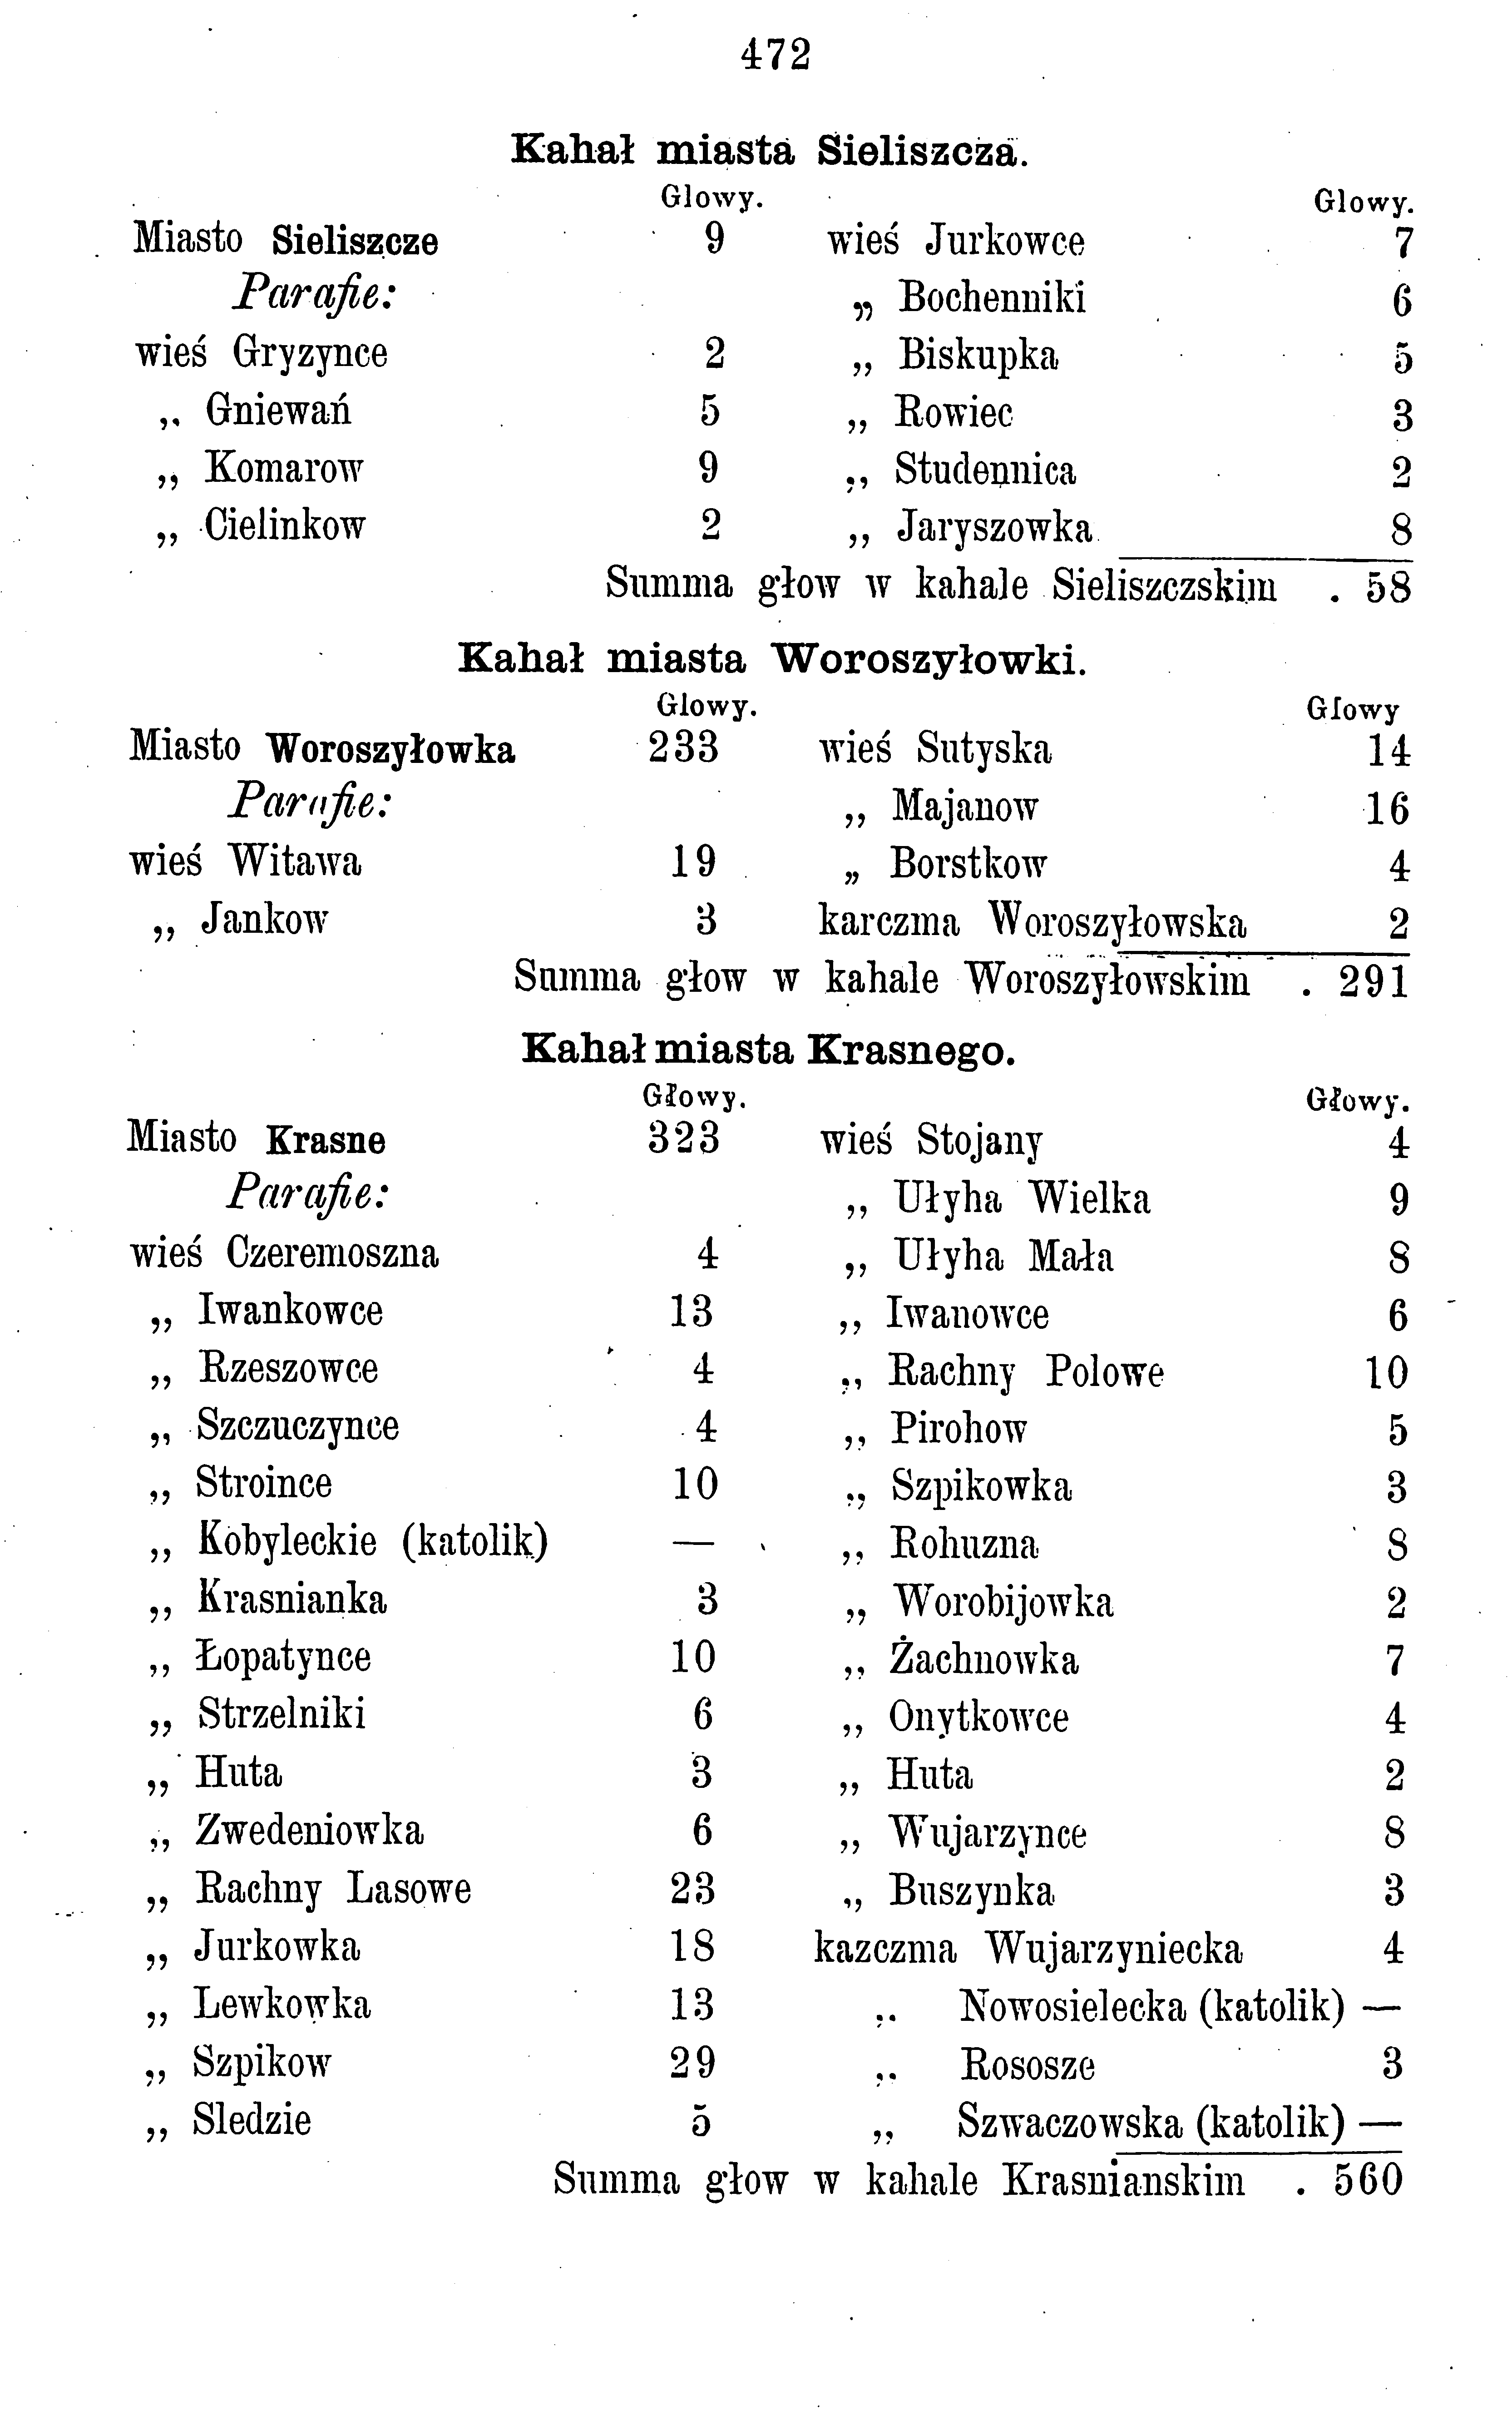 472
Kahał miasta Sieliszcza.
Glowy.
Miasto Sieliszcze 9
Parafie:
wieś Gryzynce 2
„ Gniewań 5
„ Komarow 9
„ Cielinkow 2
Glowy.
wieś Jurkowce 7
„ Bochenniki 6
„ Biskupka 5
„ Rowiec 3
„ Studennica 2
„ Jaryszowka 8
Summa głow w kahale Sieliszczskim . 58
Kahał miasta Woroszyłowki.
Glowy.
Miasto Woroszyłowka 233
Parafie:
wieś Witawa 19
„ Jankow 3
Głowy
wieś Sutyska 14
„ Majanow 16
„ Borstkow 4
karczma Woroszyłowska 2
Summa głow w kahale Woroszyłowskim . 291
Kahał miasta Krasnego.
Głowy.
Miasto Krasne 323
Parafie:
wieś Czeremoszna 4
„ Iwankowce 13
„ Rzeszowce 4
„ Szczuczynce 4
„ Stroince 10
„ Kobyleckie (katolik) —
„ Krasnianka 3
„ Łopatynce 10
„ Strzelniki 6
„ Huta 3
„ Zwedeniowka 6
„ Rachny Lasowe 23
„ Jurkowka 18
„ Lewkowka 13
„ Szpikow 29
„ Sledzie 5
Głowy.
wieś Stojany 4
„ Ułyha Wielka 9
„ Ułyha Mała 8
„ Iwanowce 6
„ Rachny Polowe 10
„ Pirohow 5
„ Szpikowka 3
„ Rohuzna 8
„ Worobijowka 2
„ Żachnowka 7
„ Onytkowce 4
„ Huta 2
„ Wujarzynce 8
„ Buszynka 3
kazczma Wujarzyniecka 4
„ Nowosielecka (katolik) —
„ Rososze 3
„ Szwaczowska (katolik) —
Summa głow w kahale Krasnianskim . 560